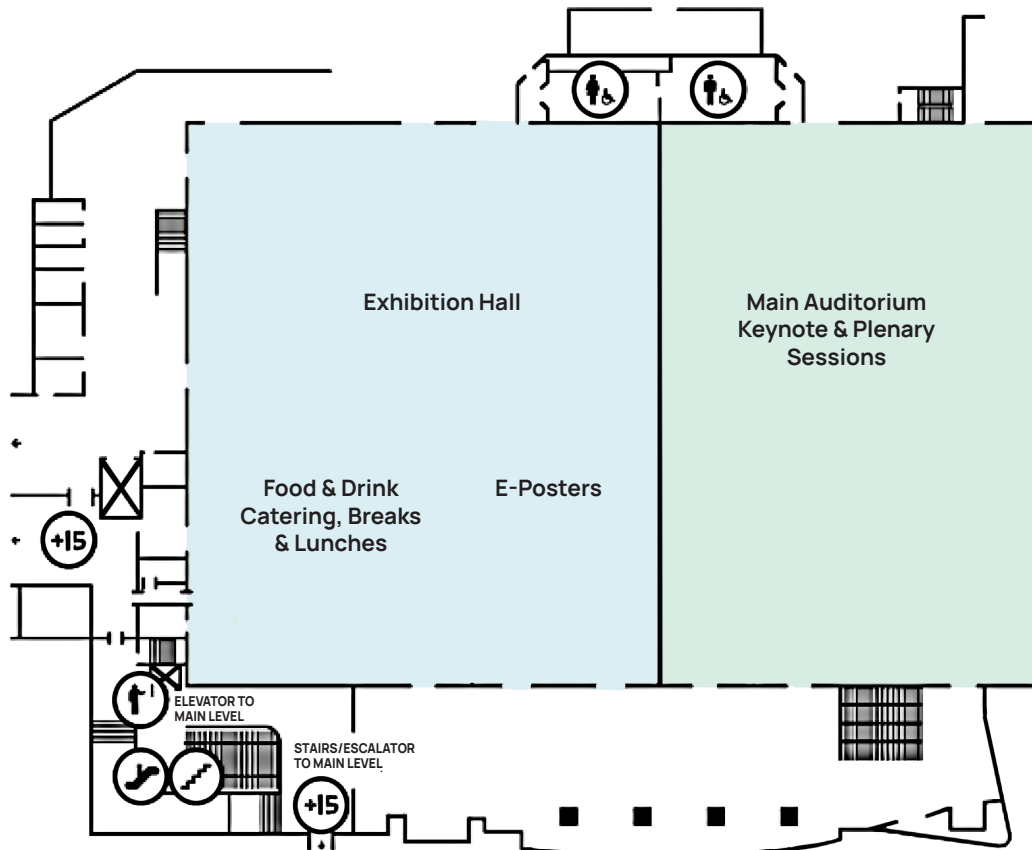 Exhibition Hall
Main Auditorium
Keynote & Plenary
Sessions
Food & Drink
Catering, Breaks
& Lunches
E-Posters
+15
ELEVATOR TO
MAIN LEVEL
STAIRS/ESCALATOR
TO MAIN LEVEL
+15